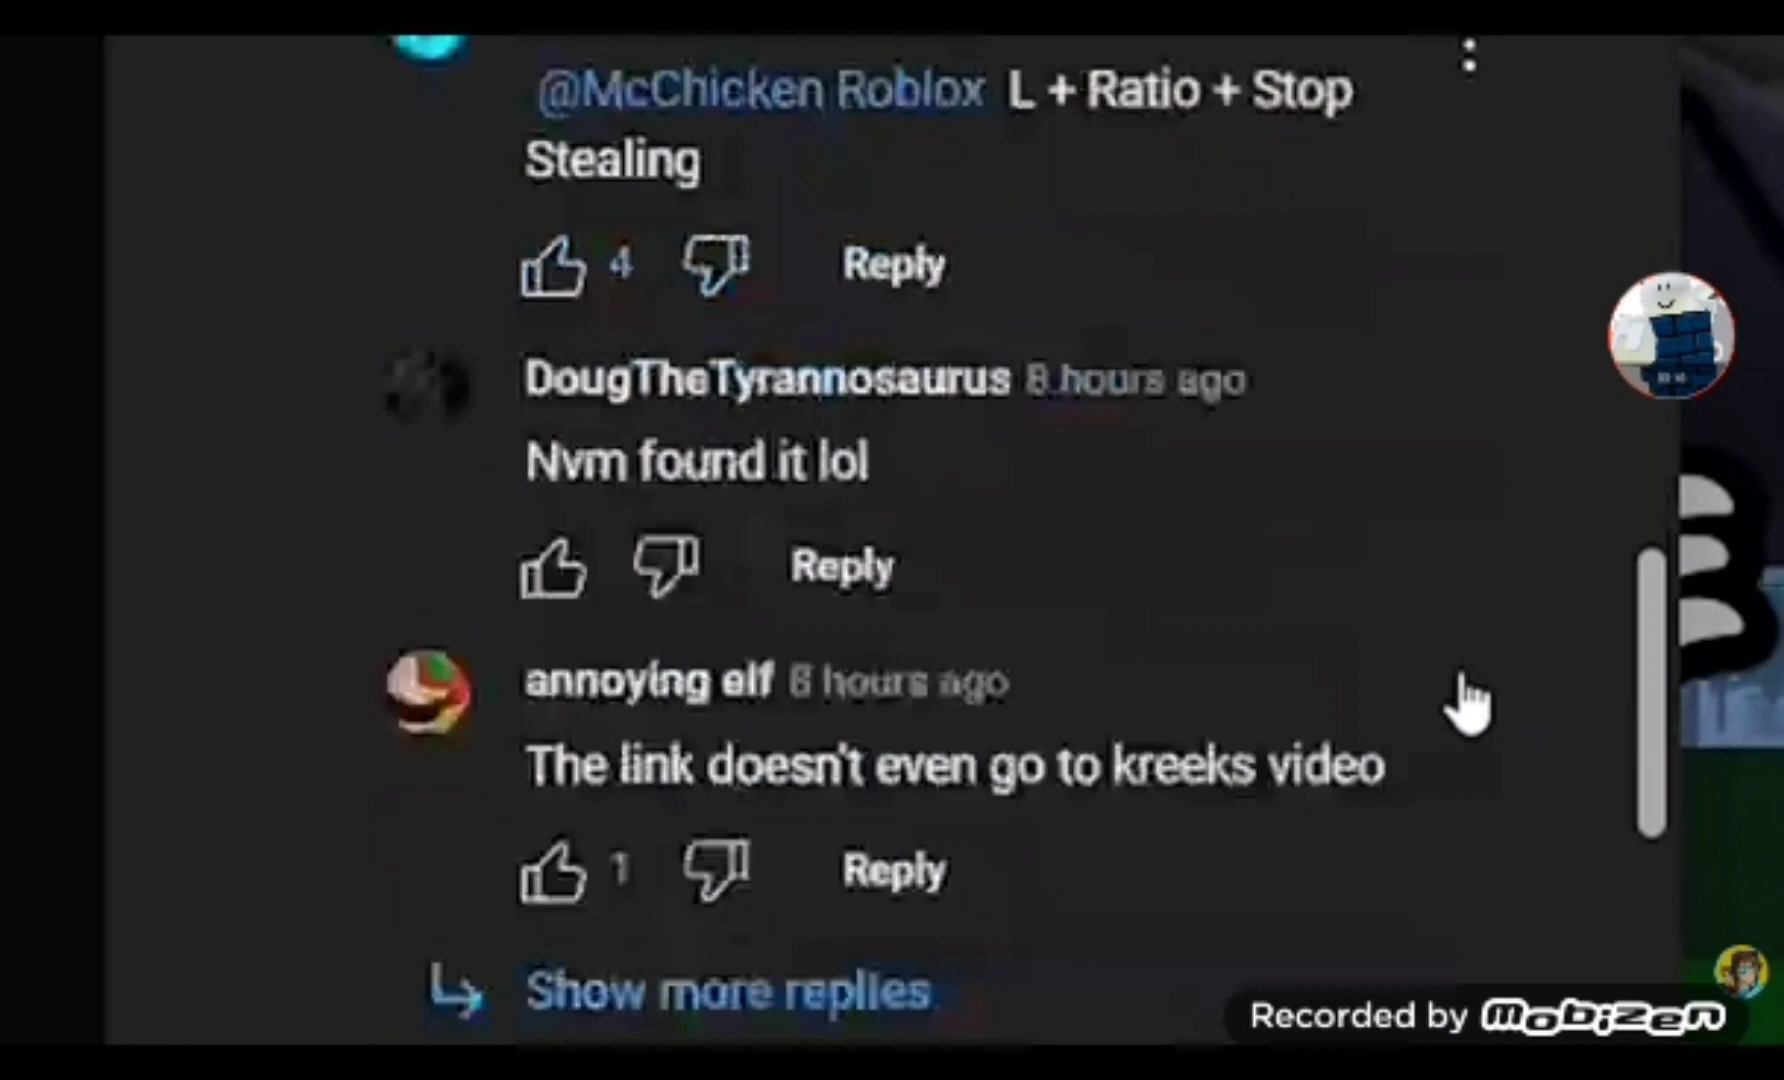 @McChicken Roblox L + Ratio + Stop
Stealing
4 Reply
DougTheTyrannosaurus 8 hours ago
Nvm found it lol
Reply
annoying elf 8 hours ago
The link doesn't even go to kreeks video
1 Reply
Show more replies
Recorded by mobizen